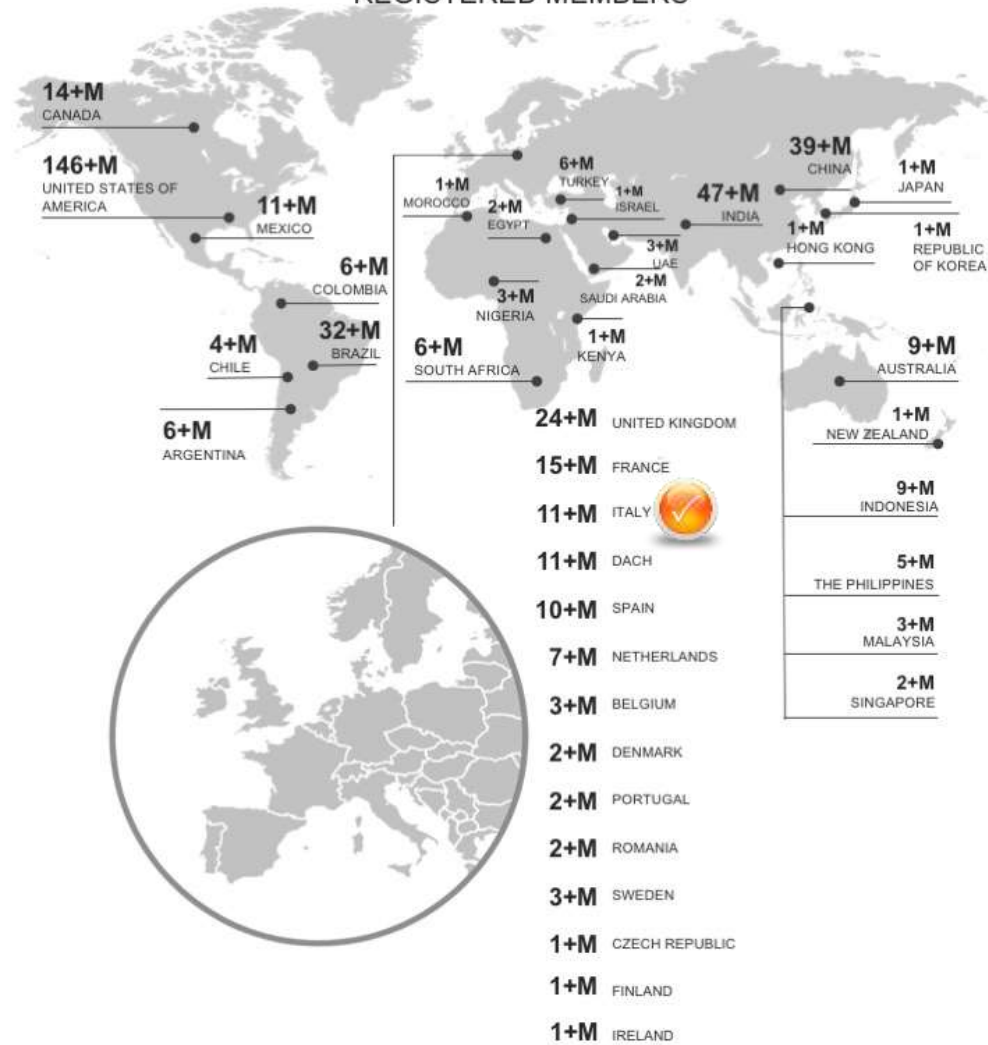 REGISTERED MEMBERS
14+M
CANADA
146+M
UNITED STATES OF
AMERICA
11+M
MEXICO
6+M
COLOMBIA
4+M
CHILE
32+M
BRAZIL
6+M
ARGENTINA
1+M
MOROCCO
6+M
TURKEY
2+M
EGYPT
1+M
ISRAEL
3+M
UAE
2+M
SAUDI ARABIA
3+M
NIGERIA
1+M
KENYA
6+M
SOUTH AFRICA
47+M
INDIA
39+M
CHINA
1+M
JAPAN
1+M
HONG KONG
1+M
REPUBLIC
OF KOREA
9+M
AUSTRALIA
1+M
NEW ZEALAND
9+M
INDONESIA
5+M
THE PHILIPPINES
3+M
MALAYSIA
2+M
SINGAPORE
24+M UNITED KINGDOM
15+M FRANCE
11+M ITALY
11+M DACH
10+M SPAIN
7+M NETHERLANDS
3+M BELGIUM
2+M DENMARK
2+M PORTUGAL
2+M ROMANIA
3+M SWEDEN
1+M CZECH REPUBLIC
1+M FINLAND
1+M IRELAND